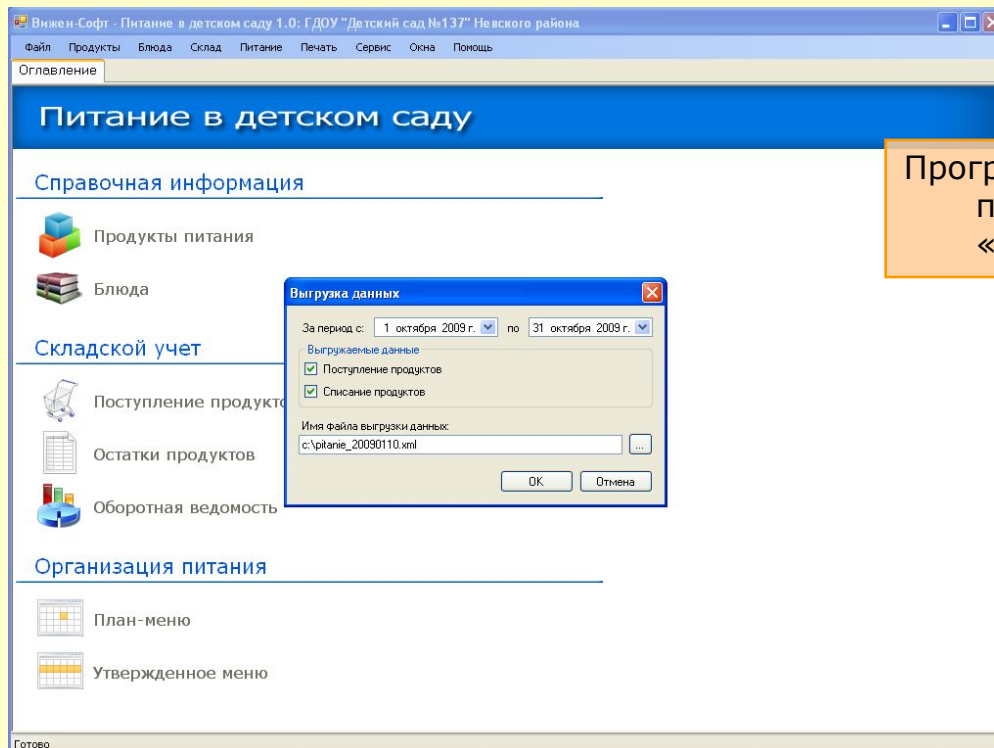 Вижен-Софт - Питание в детском саду 1.0: ГДОУ "Детский сад №137" Невского района
Файл Продукты Блюда Склад Питание Печать Сервис Окна Помощь
Оглавление
Питание в детском саду
Справочная информация
Продукты питания
Блюда
Складской учет
Поступление продукто
Остатки продуктов
Оборотная ведомость
Организация питания
План-меню
Утвержденное меню
Готово
Выгрузка данных
За период с: 1 октября 2009 г. по 31 октября 2009 г.
Выгружаемые данные
Поступление продуктов
Списание продуктов
Имя файла выгрузки данных:
c:\pitanie_20090110.xml
...
OK Отмена
Прогр
п
«